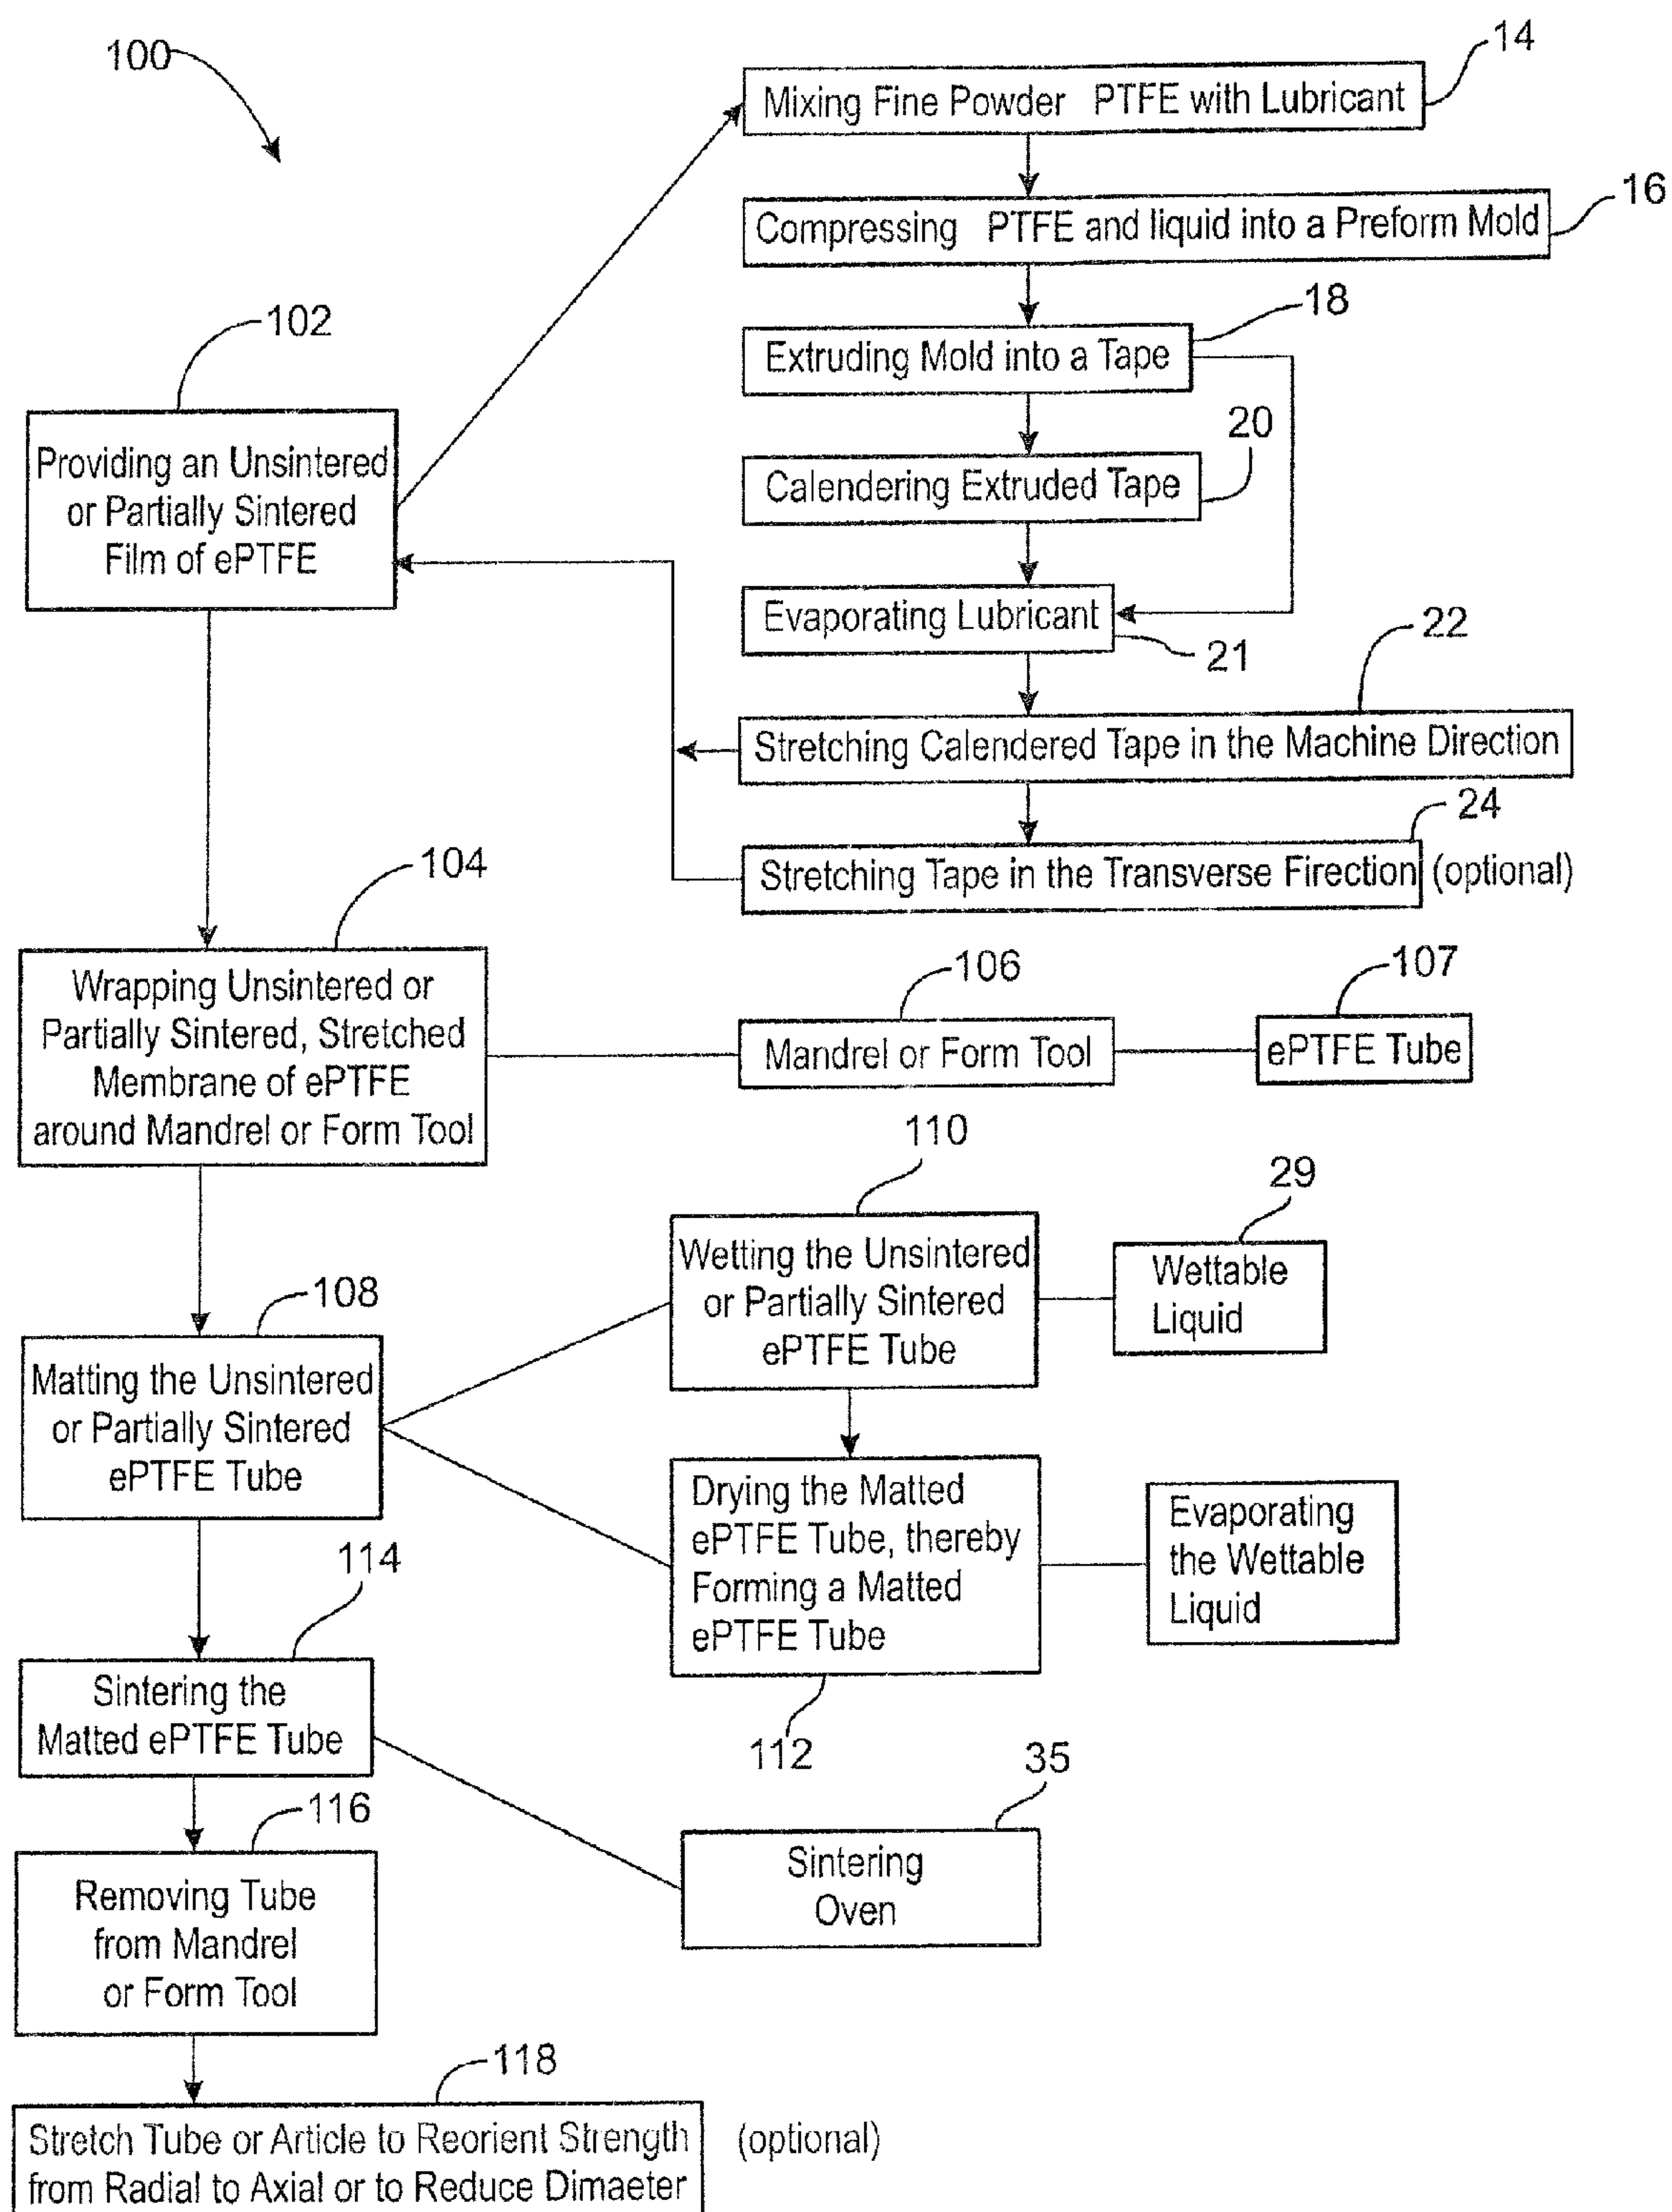 100
14
Mixing Fine Powder PTFE with Lubricant
16
Compressing PTFE and liquid into a Preform Mold
18
Extruding Mold into a Tape
20
Calendering Extruded Tape
Evaporating Lubricant
21
22
Stretching Calendered Tape in the Machine Direction
24
Stretching Tape in the Transverse Firection (optional)
102
Providing an Unsintered
or Partially Sintered
Film of ePTFE
104
Wrapping Unsintered or
Partially Sintered, Stretched
Membrane of ePTFE
around Mandrel or Form Tool
106
Mandrel or Form Tool
107
ePTFE Tube
108
Matting the Unsintered
or Partially Sintered
ePTFE Tube
110
Wetting the Unsintered
or Partially Sintered
ePTFE Tube
29
Wettable
Liquid
Drying the Matted
ePTFE Tube, thereby
Forming a Matted
ePTFE Tube
112
Evaporating
the Wettable
Liquid
114
Sintering the
Matted ePTFE Tube
35
Sintering
Oven
116
Removing Tube
from Mandrel
or Form Tool
118
Stretch Tube or Article to Reorient Strength
from Radial to Axial or to Reduce Dimaeter
(optional)